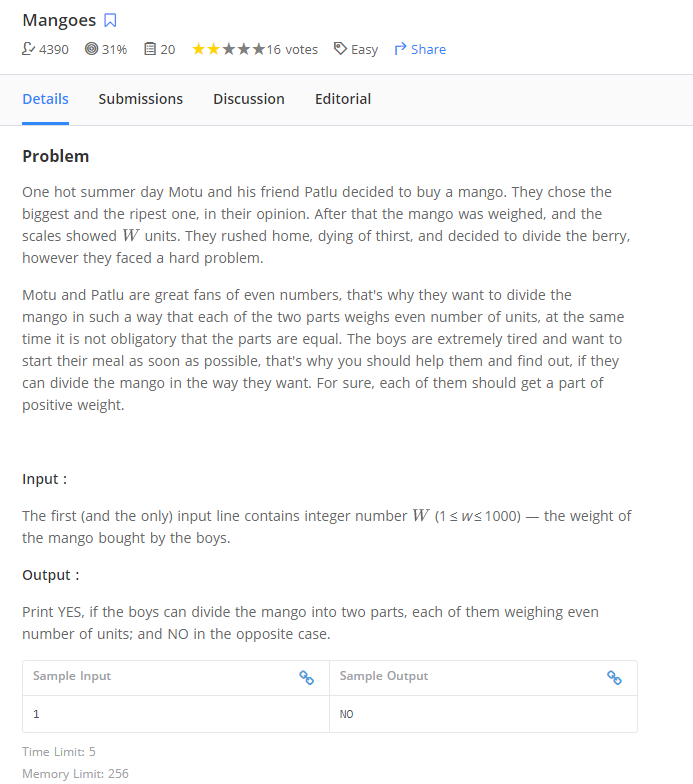 Mangoes
4390 31% 20 ★★★★★16 votes Easy Share
Details Submissions Discussion Editorial
Problem
One hot summer day Motu and his friend Patlu decided to buy a mango. They chose the
biggest and the ripest one, in their opinion. After that the mango was weighed, and the
scales showed W units. They rushed home, dying of thirst, and decided to divide the berry,
however they faced a hard problem.
Motu and Patlu are great fans of even numbers, that's why they want to divide the
mango in such a way that each of the two parts weighs even number of units, at the same
time it is not obligatory that the parts are equal. The boys are extremely tired and want to
start their meal as soon as possible, that's why you should help them and find out, if they
can divide the mango in the way they want. For sure, each of them should get a part of
positive weight.
Input :
The first (and the only) input line contains integer number W (1 ≤ w≤ 1000) — the weight of
the mango bought by the boys.
Output :
Print YES, if the boys can divide the mango into two parts, each of them weighing even
number of units; and NO in the opposite case.
Sample Input Sample Output
1 NO
Time Limit: 5
Memory Limit: 256